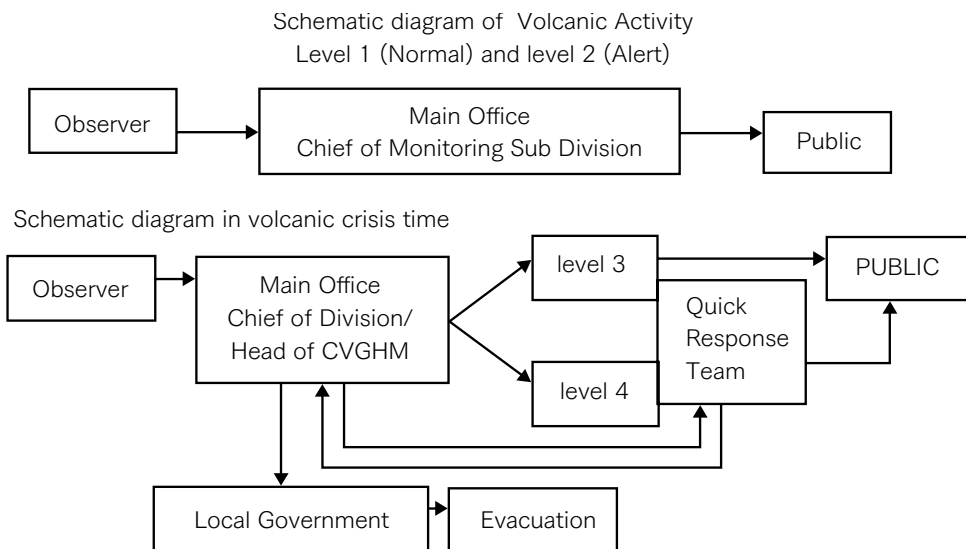 Schematic diagram of Volcanic Activity
Level 1 (Normal) and level 2 (Alert)
Observer
Main Office
Chief of Monitoring Sub Division
Public
Schematic diagram in volcanic crisis time
Observer
Main Office
Chief of Division/
Head of CVGHM
level 3
level 4
Quick
Response
Team
PUBLIC
Local Government
Evacuation